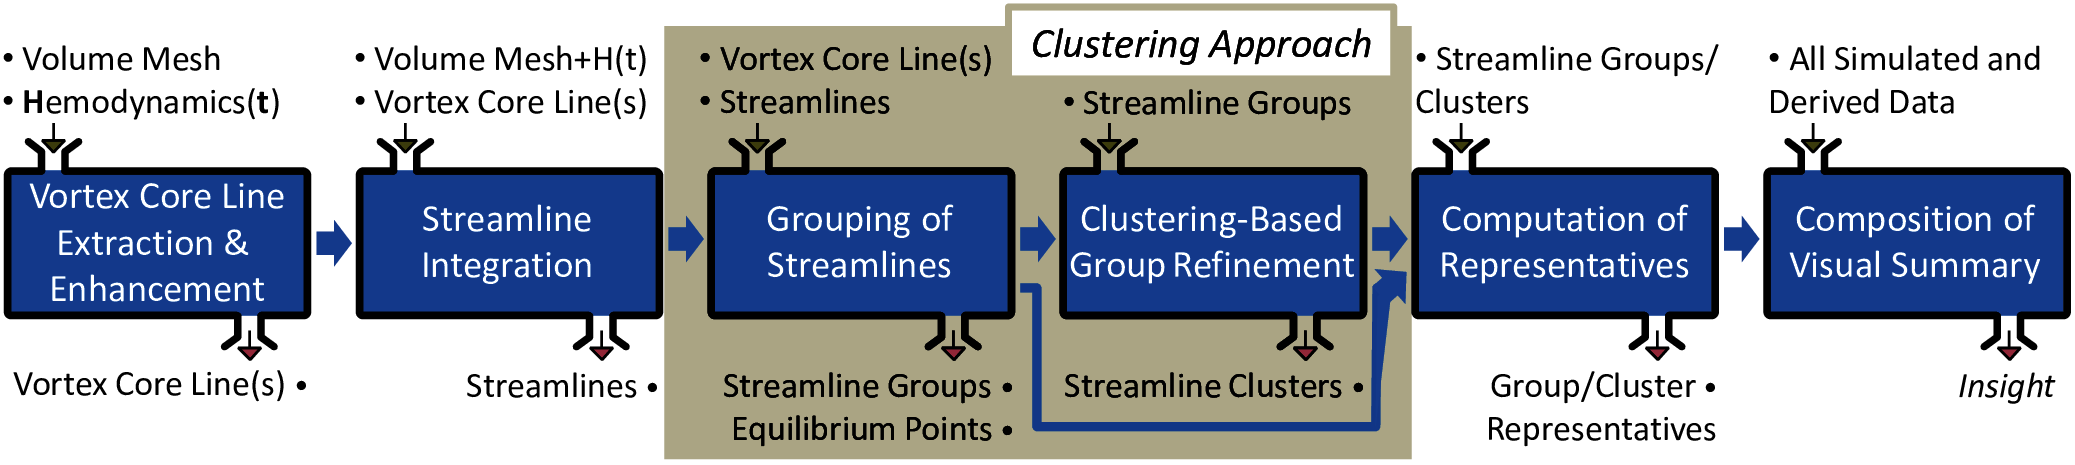 Clustering Approach
• Volume Mesh
• Hemodynamics(t)
Vortex Core Line
Extraction &
Enhancement
Vortex Core Line(s) •
• Volume Mesh+H(t)
• Vortex Core Line(s)
Streamline
Integration
Streamlines •
• Vortex Core Line(s)
• Streamlines
Grouping of
Streamlines
Streamline Groups •
Equilibrium Points •
• Streamline Groups
Clustering-Based
Group Refinement
Streamline Clusters •
• Streamline Groups/
Clusters
Computation of
Representatives
Group/Cluster •
Representatives
• All Simulated and
Derived Data
Composition of
Visual Summary
Insight